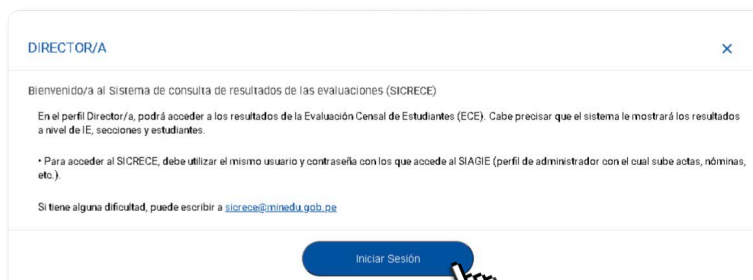 DIRECTOR/A
Bienvenido/a al Sistema de consulta de resultados de las evaluaciones (SICRECE)
En el perfil Director/a, podrá acceder a los resultados de la Evaluación Censal de Estudiantes (ECE). Cabe precisar que el sistema le mostrará los resultados
a nivel de IE, secciones y estudiantes.
• Para acceder al SICRECE, debe utilizar el mismo usuario y contraseña con los que accede al SIAGIE (perfil de administrador con el cual sube actas, nóminas,
etc.).
Si tiene alguna dificultad, puede escribir a sicrece@minedu.gob.pe
Iniciar Sesión